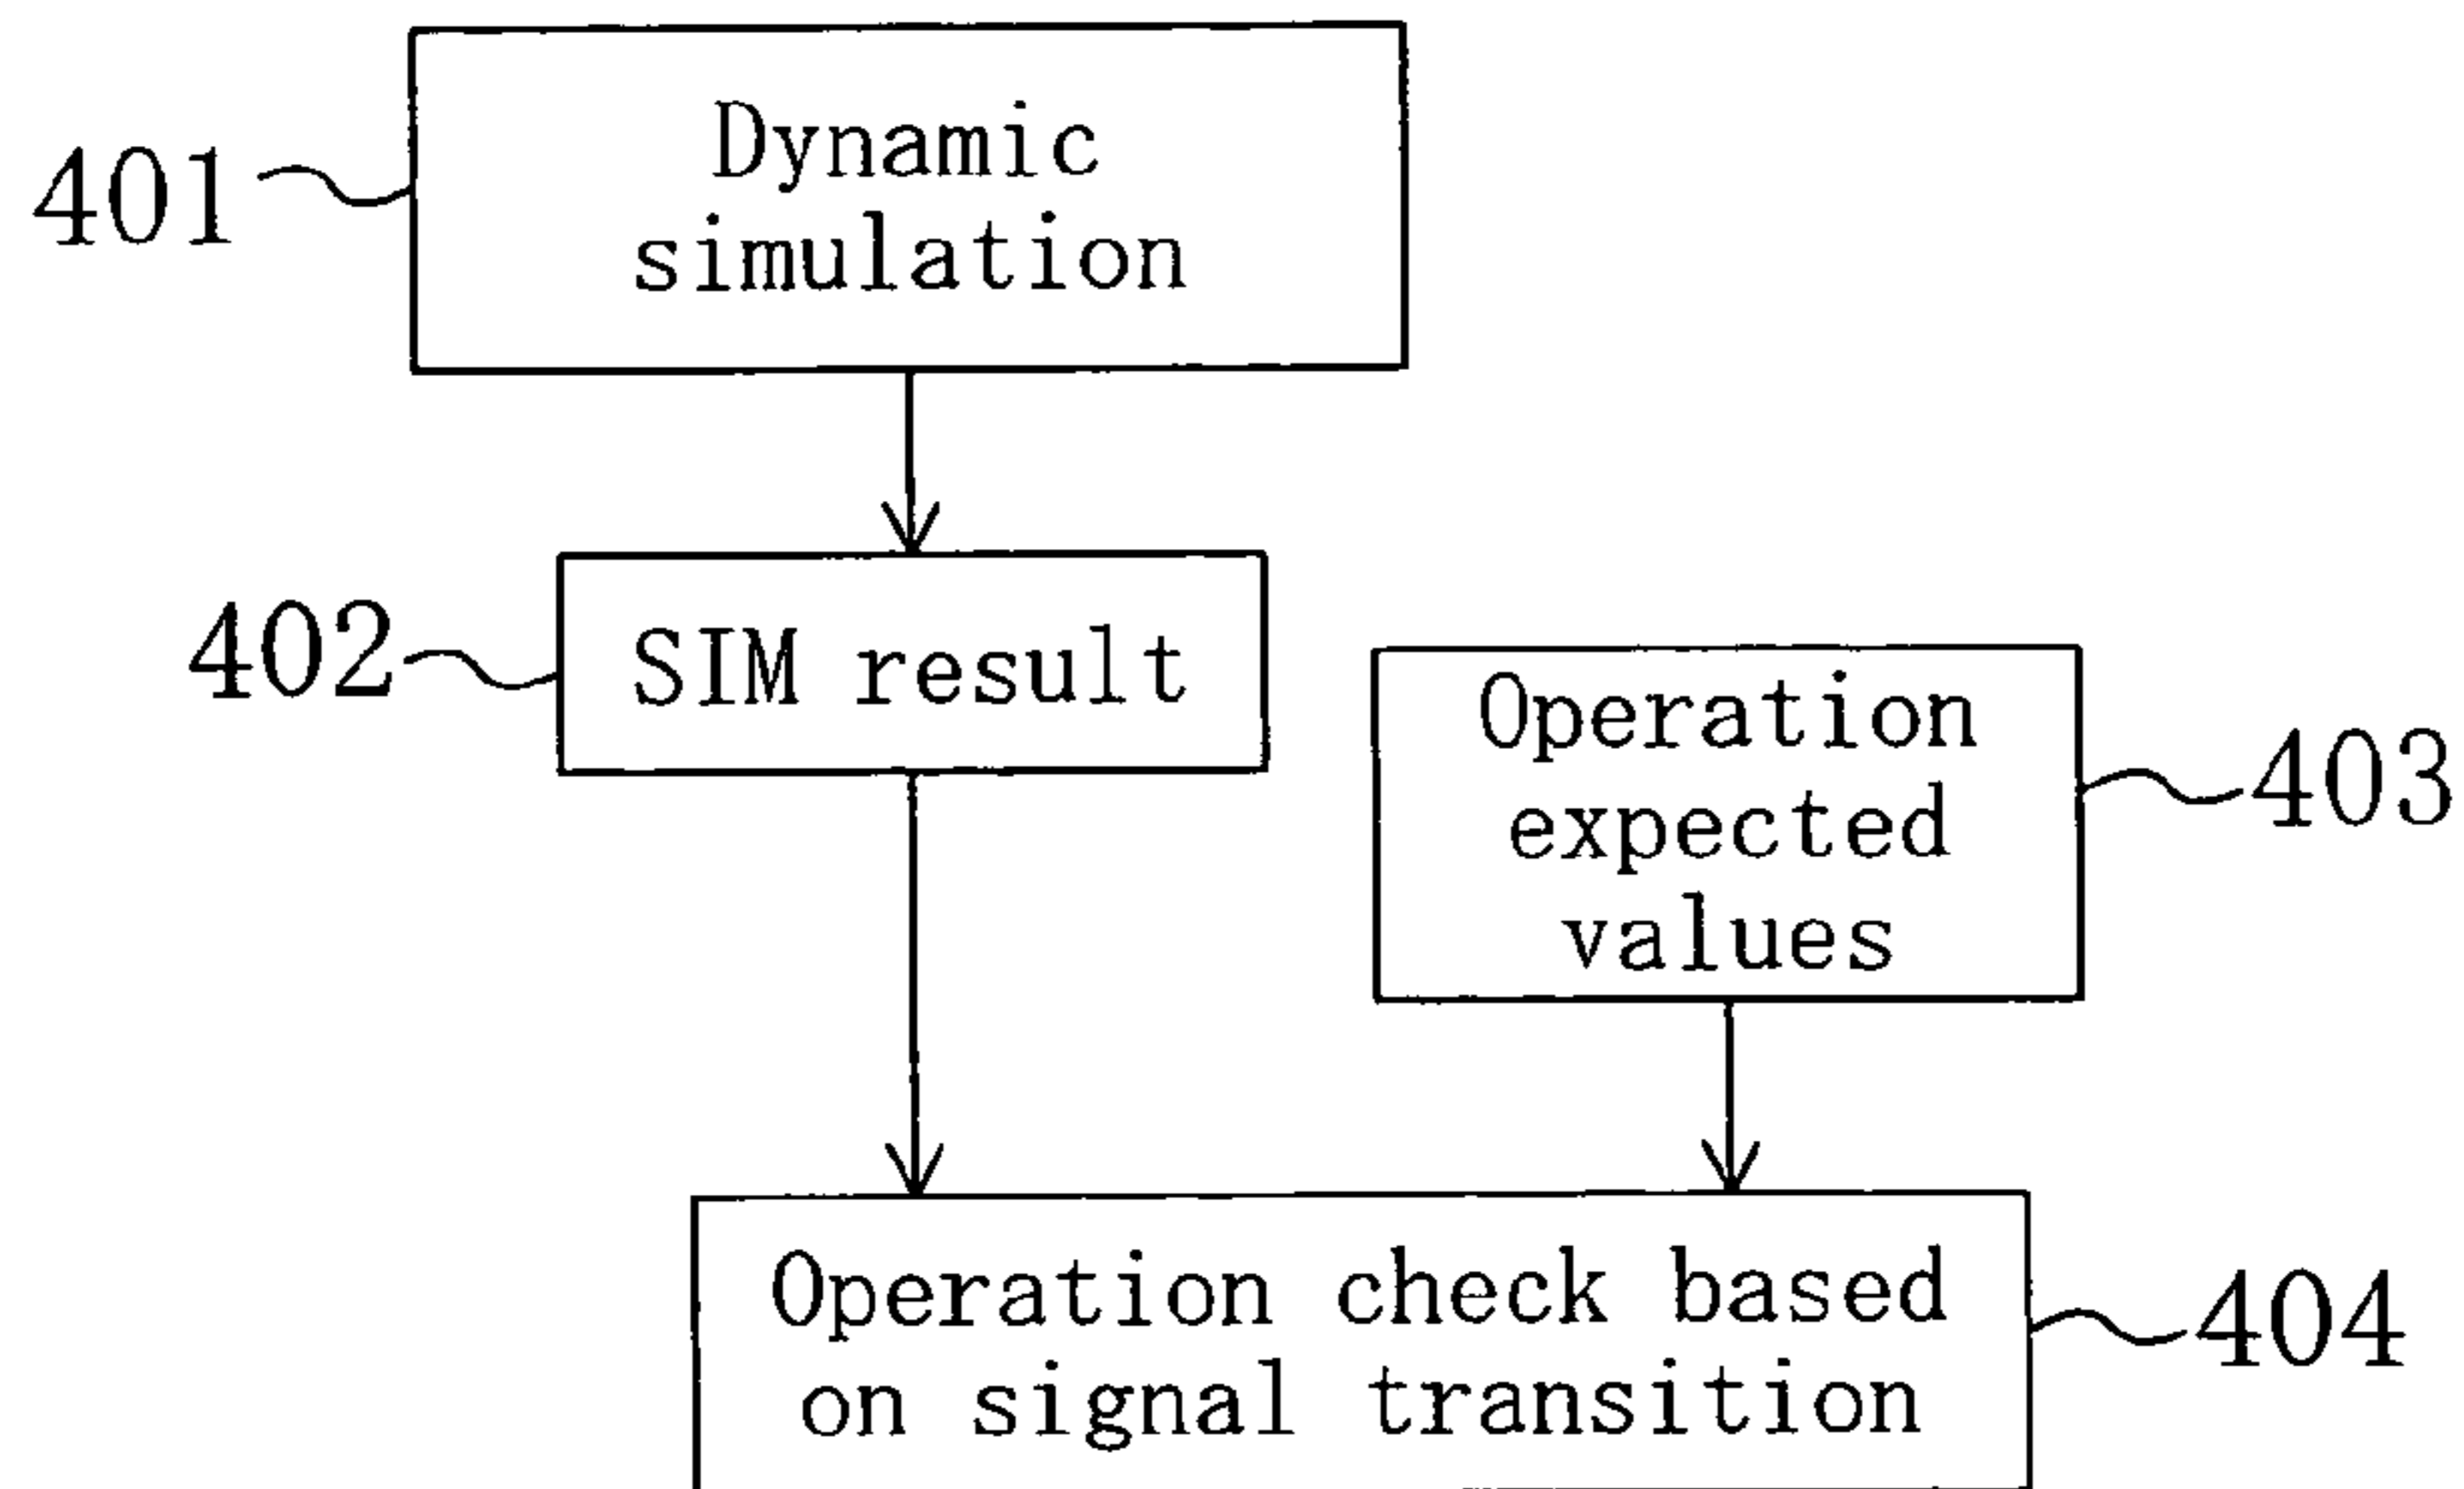 Dynamic
simulation
401
402
SIM result
Operation
expected
values
403
Operation check based
on signal transition
404